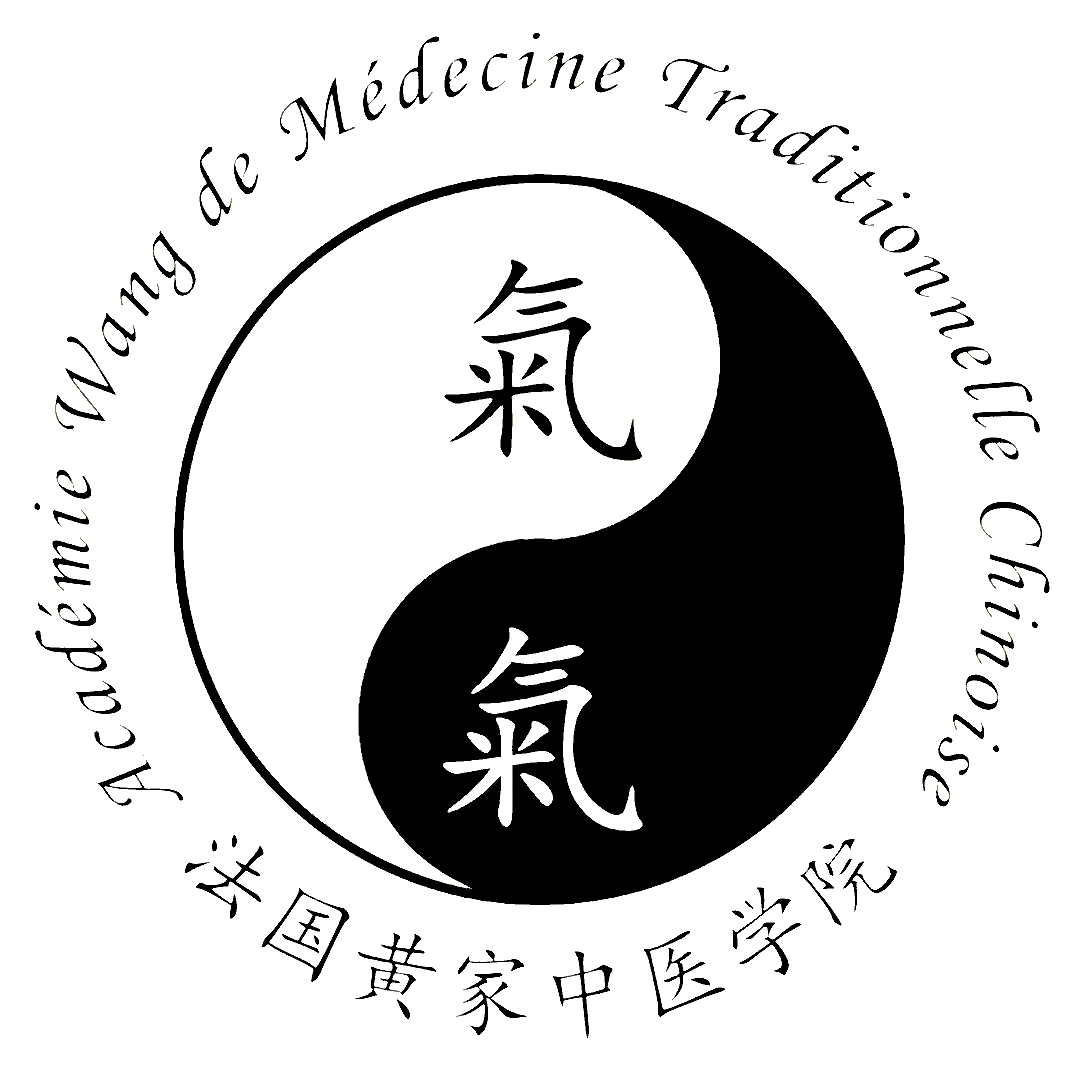 Académie Wang de Médecine Traditionnelle Chinoise
氣
氣
法国黄家中医学院